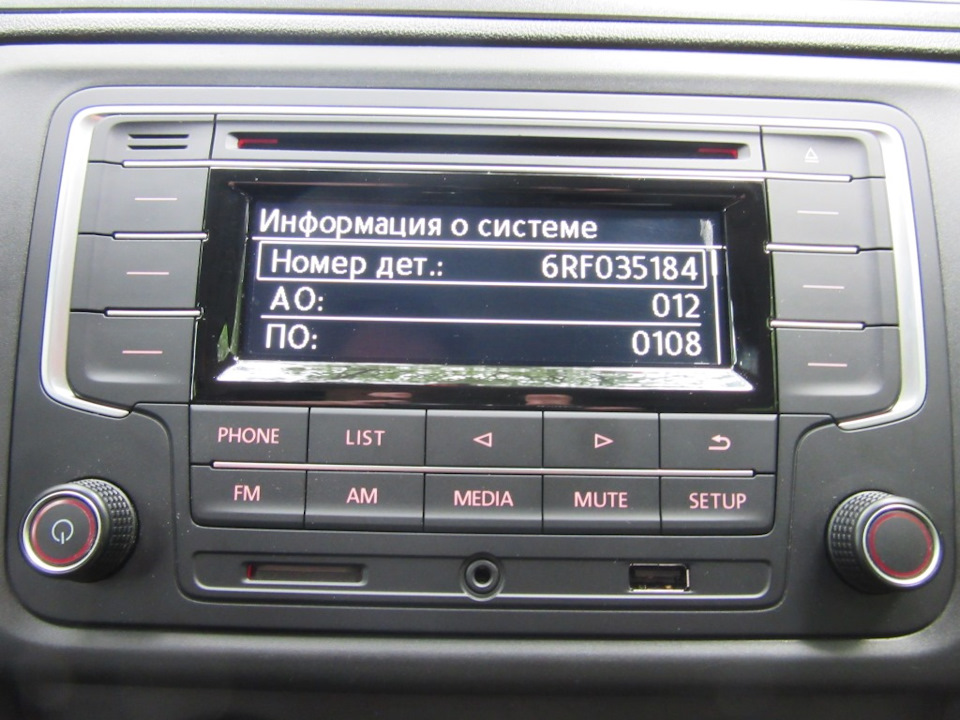 Информация о системе
Номер дет.: 6RF035184
АО: 012
ПО: 0108
PHONE LIST
FM AM MEDIA MUTE SETUP